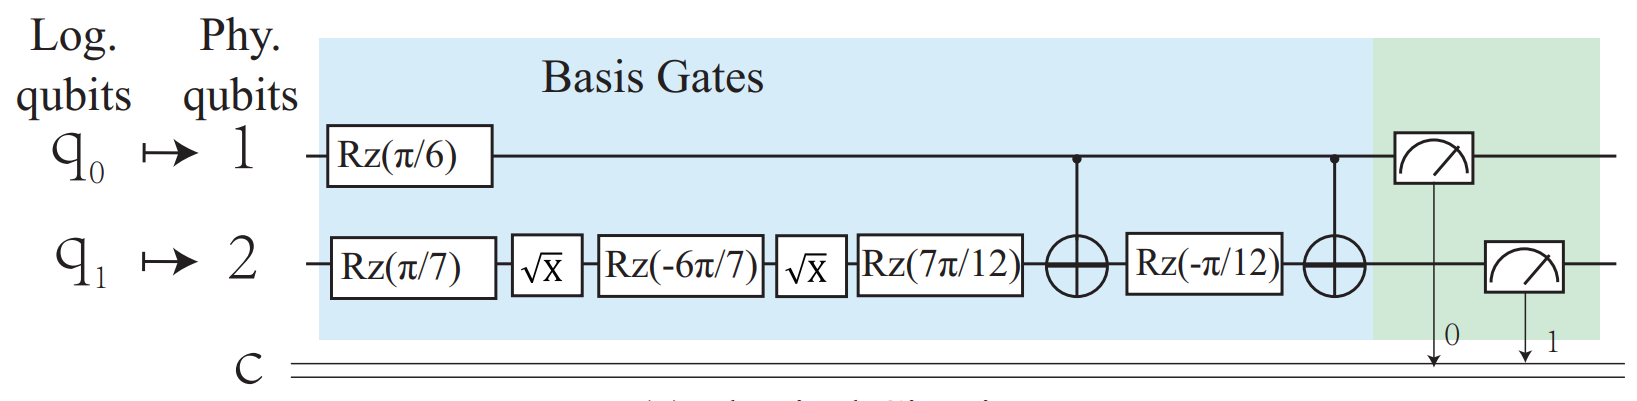 Log. Phy.
qubits qubits Basis Gates
q0 ↦ 1 Rz(π/6)
q1 ↦ 2 Rz(π/7) √X Rz(-6π/7) √X Rz(7π/12) Rz(-π/12)
0 1
c